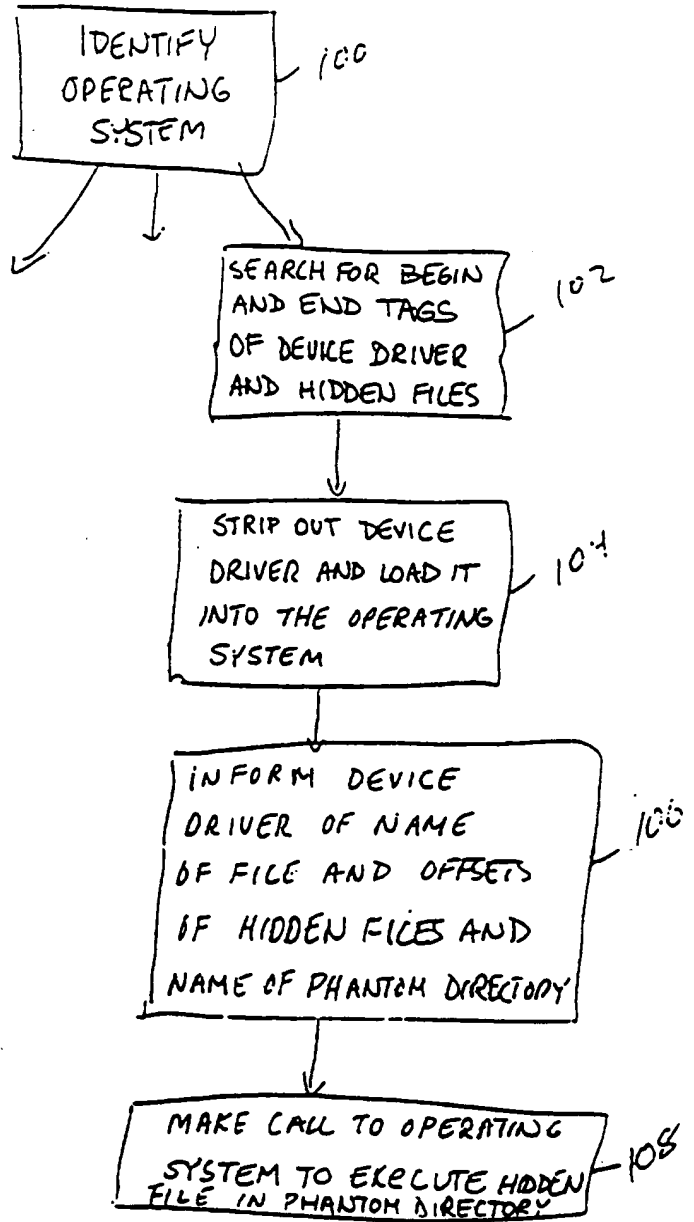 IDENTIFY
OPERATING
SYSTEM
100
SEARCH FOR BEGIN
AND END TAGS
OF DEVICE DRIVER
AND HIDDEN FILES
102
STRIP OUT DEVICE
DRIVER AND LOAD IT
INTO THE OPERATING
SYSTEM
104
INFORM DEVICE
DRIVER OF NAME
OF FILE AND OFFSETS
OF HIDDEN FILES AND
NAME OF PHANTOM DIRECTORY
106
MAKE CALL TO OPERATING
SYSTEM TO EXECUTE HIDDEN
FILE IN PHANTOM DIRECTORY
108